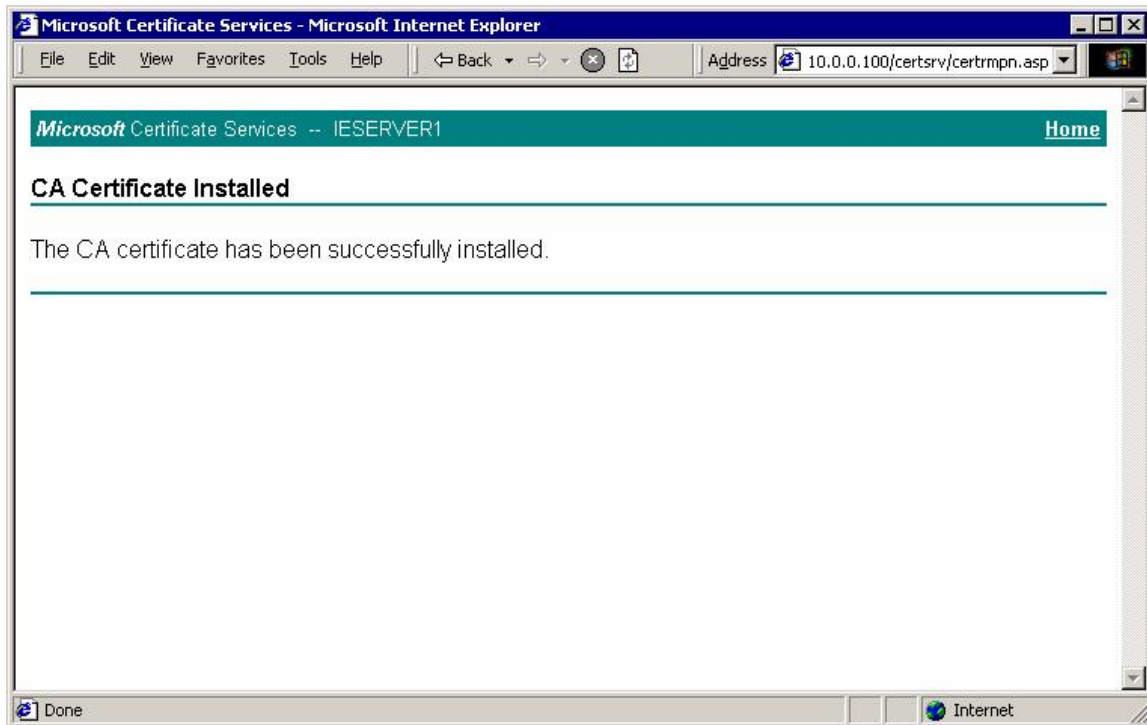 Microsoft Certificate Services - Microsoft Internet Explorer
File Edit View Favorites Tools Help Back Address 10.0.0.100/certsrv/certrmpn.asp
Microsoft Certificate Services -- IESERVER1 Home
CA Certificate Installed
The CA certificate has been successfully installed.
Done Internet